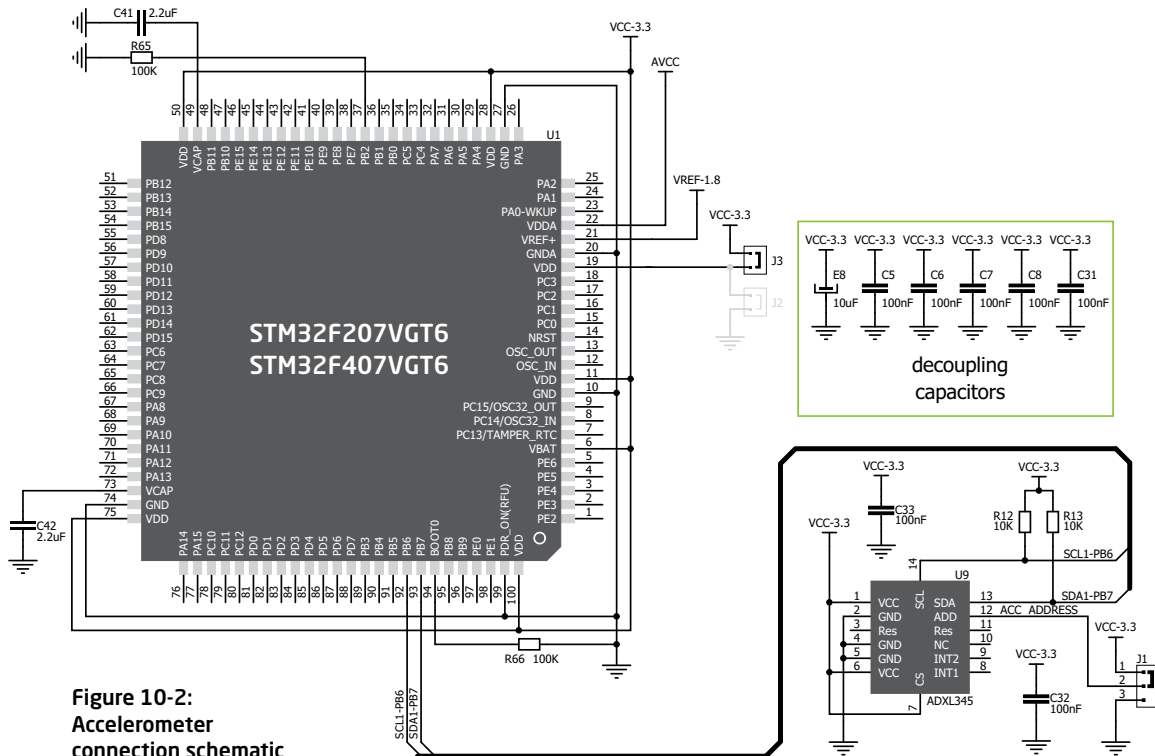 C41 2.2uF
R65
100K
VCC-3.3
AVCC
50 49 48 47 46 45 44 43 42 41 40 39 38 37 36 35 34 33 32 31 30 29 28 27 26
U1
VDD VCAP PB11 PB10 PE15 PE14 PE13 PE12 PE11 PE10 PE9 PE8 PE7 PB2 PB1 PB0 PC5 PC4 PA7 PA6 PA5 PA4 VDD GND PA3
51 PB12
52 PB13
53 PB14
54 PB15
55 PD8
56 PD9
57 PD10
58 PD11
59 PD12
60 PD13
61 PD14
62 PD15
63 PC6
64 PC7
65 PC8
66 PC9
67 PA8
68 PA9
69 PA10
70 PA11
71 PA12
72 PA13
73 VCAP
74 GND
75 VDD
STM32F207VGT6
STM32F407VGT6
PA2 25
PA1 24
PA0-WKUP 23
VDDA 22
VREF+ 21
GNDA 20
VDD 19
PC3 18
PC2 17
PC1 16
PC0 15
NRST 14
OSC_OUT 13
OSC_IN 12
VDD 11
GND 10
PC15/OSC32_OUT 9
PC14/OSC32_IN 8
PC13/TAMPER_RTC 7
VBAT 6
PE6 5
PE5 4
PE4 3
PE3 2
PE2 1
PA14 PA15 PC10 PC11 PC12 PD0 PD1 PD2 PD3 PD4 PD5 PD6 PD7 PB3 PB4 PB5 PB6 PB7 BOOT0 PB8 PB9 PE0 PE1 PDR_ON(RFU) VDD
76 77 78 79 80 81 82 83 84 85 86 87 88 89 90 91 92 93 94 95 96 97 98 99 100
C42
2.2uF
R66 100K
SCL1-PB6
SDA1-PB7
VREF-1.8
VCC-3.3
J3
J2
VCC-3.3 VCC-3.3 VCC-3.3 VCC-3.3 VCC-3.3 VCC-3.3
E8 C5 C6 C7 C8 C31
10uF 100nF 100nF 100nF 100nF 100nF
decoupling
capacitors
VCC-3.3
C33
100nF
VCC-3.3
R12
10K
R13
10K
VCC-3.3
SCL1-PB6
14
U9
SCL
SDA1-PB7
1 VCC SDA 13
2 GND ADD 12 ACC ADDRESS
3 Res Res 11
4 GND NC 10
5 GND INT2 9
6 VCC INT1 8
CS
7
ADXL345
VCC-3.3
C32
100nF
VCC-3.3
J1
1
2
3
Figure 10-2:
Accelerometer
connection schematic